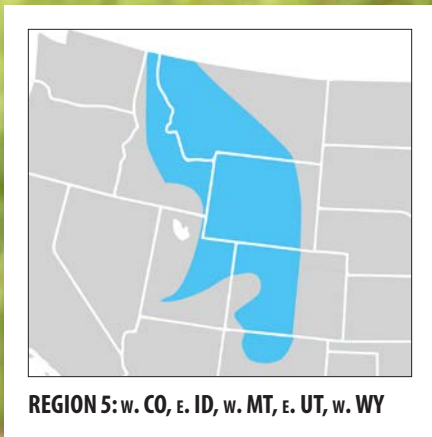 REGION 5: W. CO, E. ID, W. MT, E. UT, W. WY